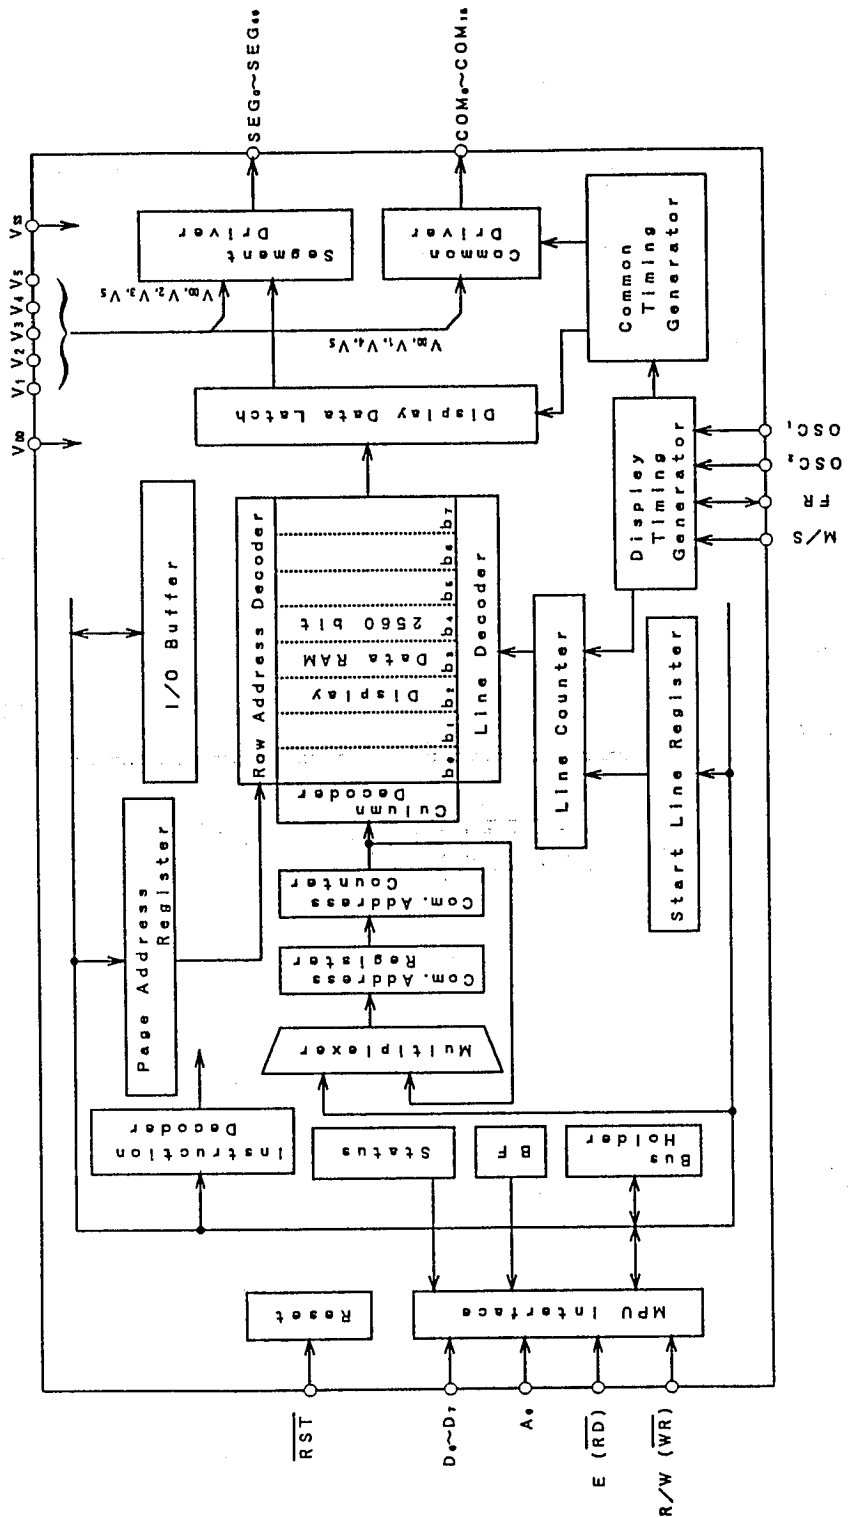 SEG₀~SEG₆₀
COM₀~COM₁₅
VSS
V5
V4
V3
V2
V1
VDD
Segment
Driver
Common
Driver
Common
Timing
Generator
VDD, V2, V3, V5
VDD, V1, V4, V5
Display Data Latch
Display
Timing
Generator
OSC₁
OSC₂
FR
M/S
I/O Buffer
Row Address Decoder
Display
Data RAM
2560 bit
b₀ b₁ b₂ b₃ b₄ b₅ b₆ b₇
Line Decoder
Culumn
Decoder
Line Counter
Start Line Register
Page Address
Register
Com. Address
Counter
Com. Address
Register
Multiplexer
Instruction
Decoder
Status
BF
Bus
Holder
Reset
MPU Interface
RST
D₀~D₇
A₀
E (RD)
R/W (WR)